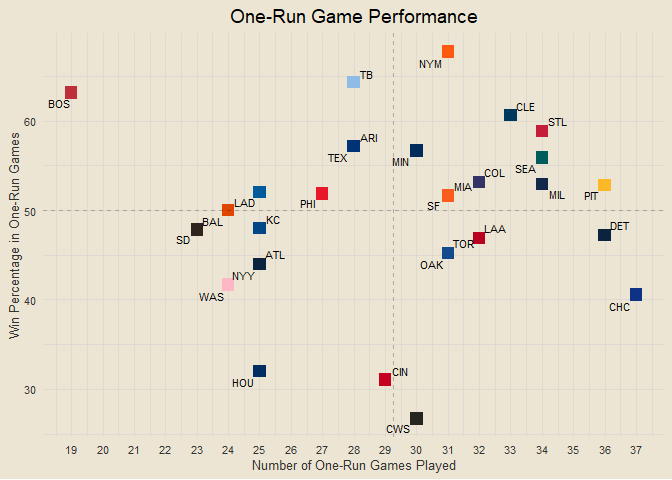 One-Run Game Performance
Win Percentage in One-Run Games
60
50
40
30
NYM
TB
BOS
CLE
STL
ARI
TEX
MIN
SEA
COL
MIA
MIL
PIT
PHI
SF
LAD
BAL
KC
SD
LAA
DET
TOR
OAK
ATL
NYY
WAS
CHC
HOU
CIN
CWS
19 20 21 22 23 24 25 26 27 28 29 30 31 32 33 34 35 36 37
Number of One-Run Games Played